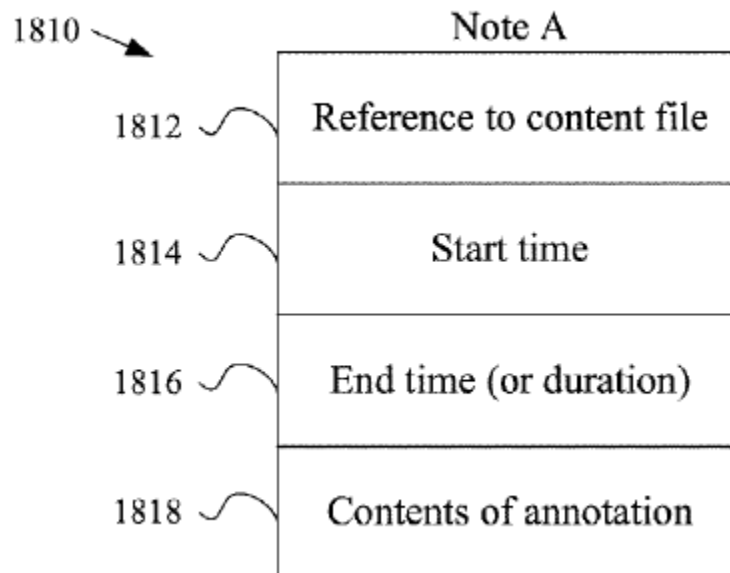 1810
Note A
1812
Reference to content file
1814
Start time
1816
End time (or duration)
1818
Contents of annotation